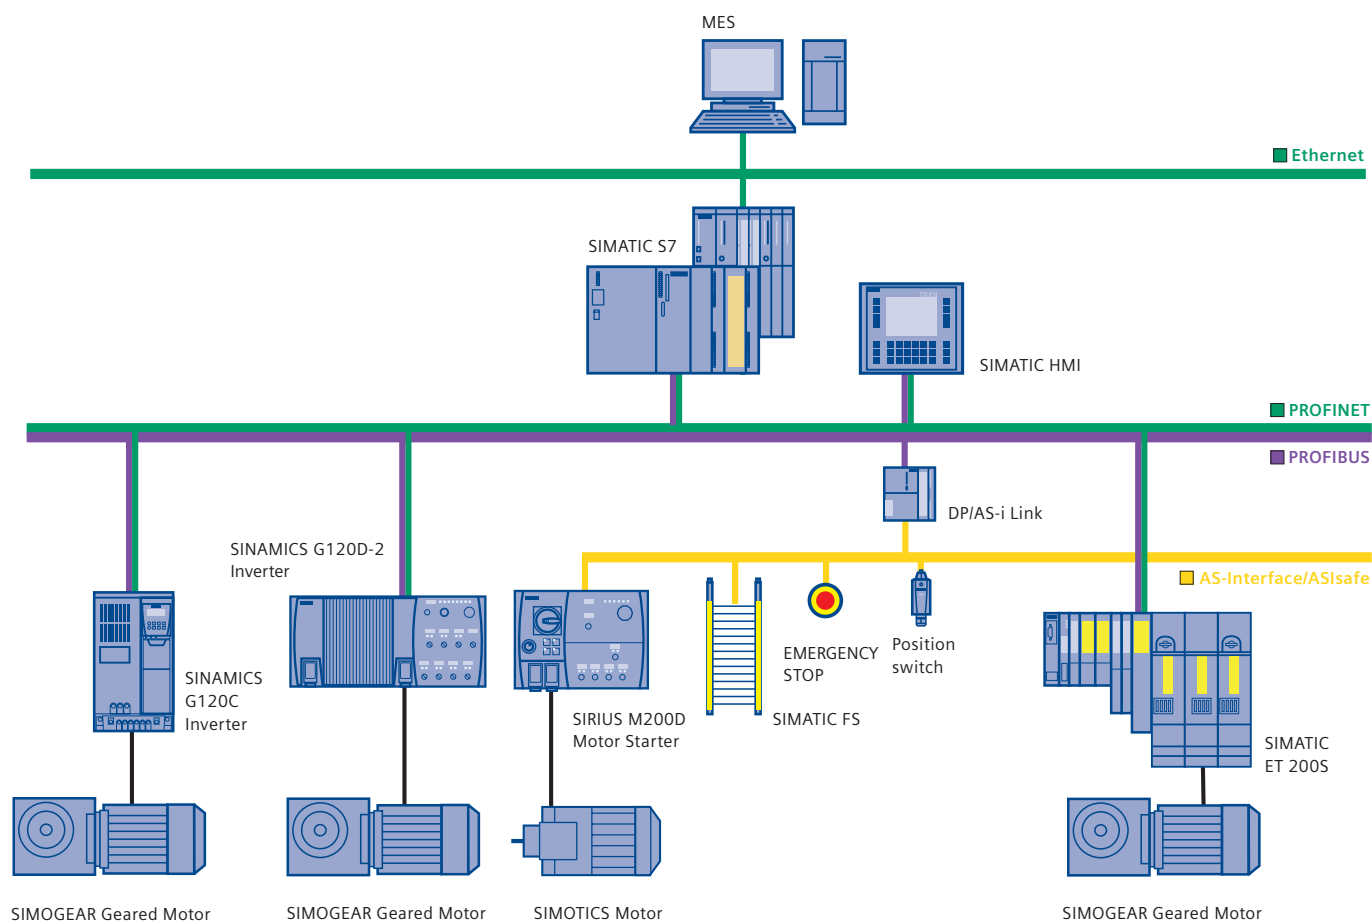 MES
Ethernet
SIMATIC S7
SIMATIC HMI
PROFINET
PROFIBUS
DP/AS-i Link
SINAMICS G120D-2
Inverter
AS-Interface/ASIsafe
SINAMICS
G120C
Inverter
EMERGENCY
STOP
Position
switch
SIRIUS M200D
Motor Starter
SIMATIC FS
SIMATIC
ET 200S
SIMOGEAR Geared Motor
SIMOGEAR Geared Motor
SIMOTICS Motor
SIMOGEAR Geared Motor